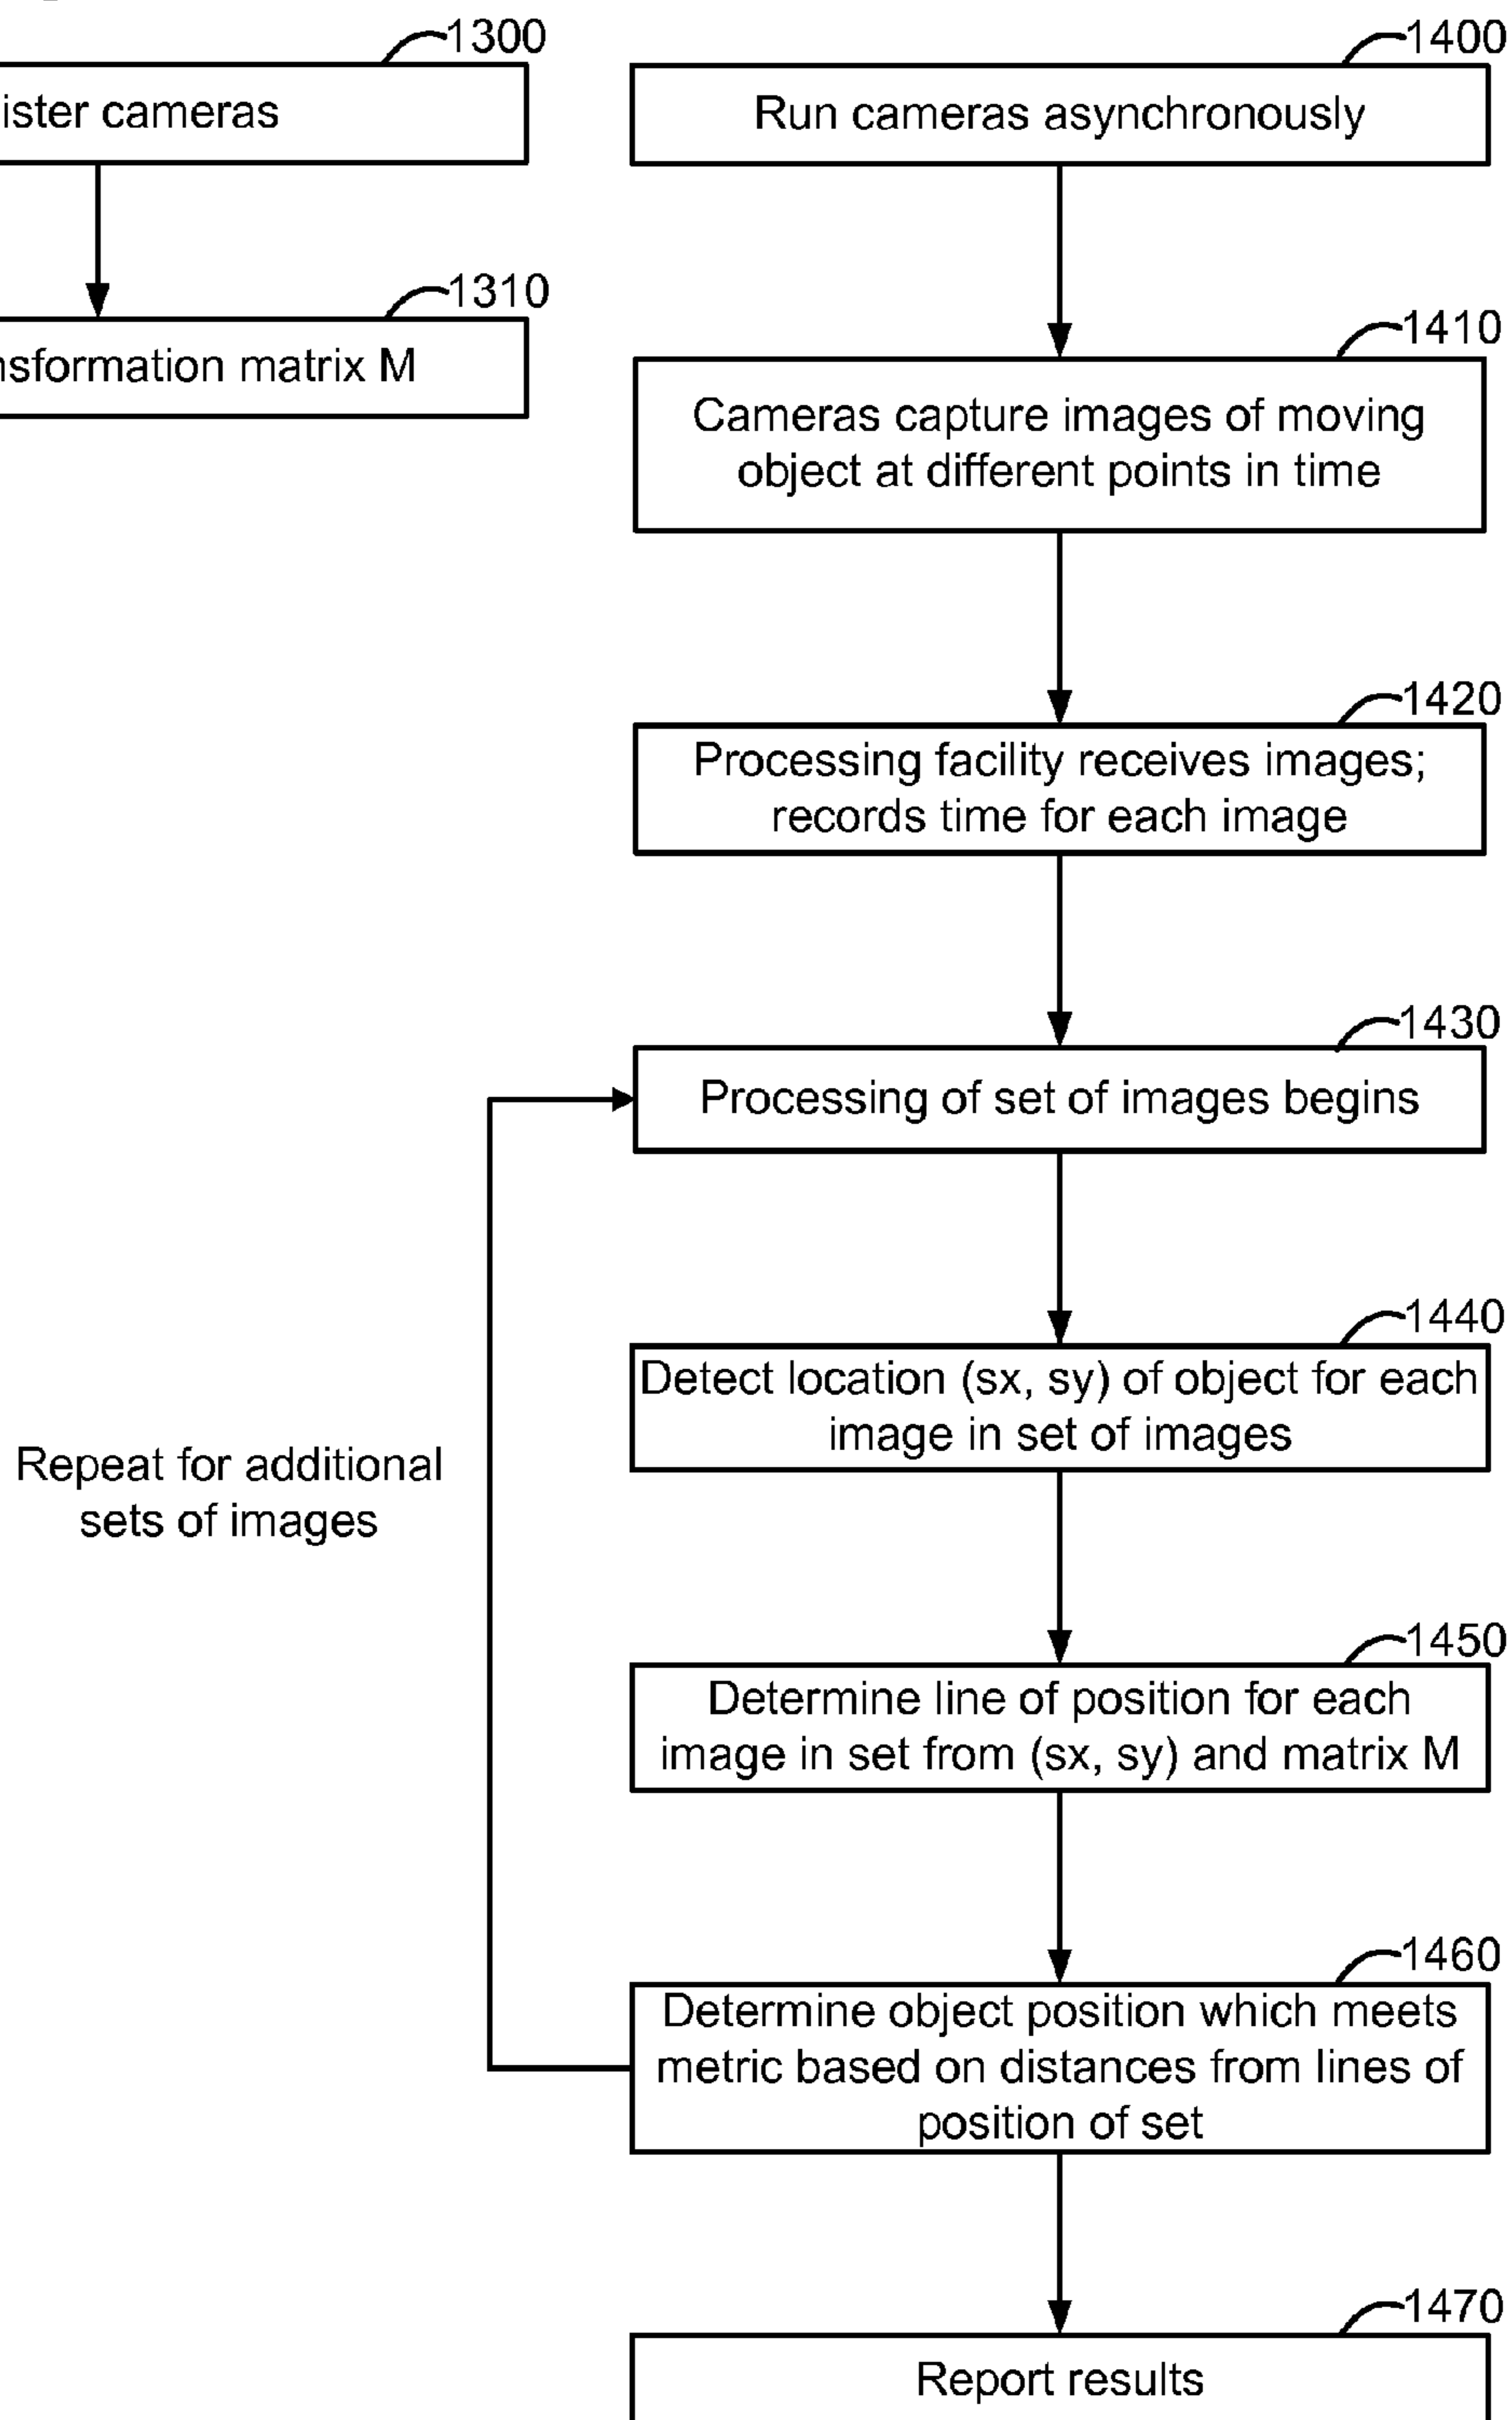 1300
cameras
1310
matrix M
1400
Run cameras asynchronously
1410
Cameras capture images of moving
object at different points in time
1420
Processing facility receives images;
records time for each image
1430
Processing of set of images begins
1440
Detect location (sx, sy) of object for each
image in set of images
1450
Determine line of position for each
image in set from (sx, sy) and matrix M
1460
Determine object position which meets
metric based on distances from lines of
position of set
Repeat for additional
sets of images
1470
Report results